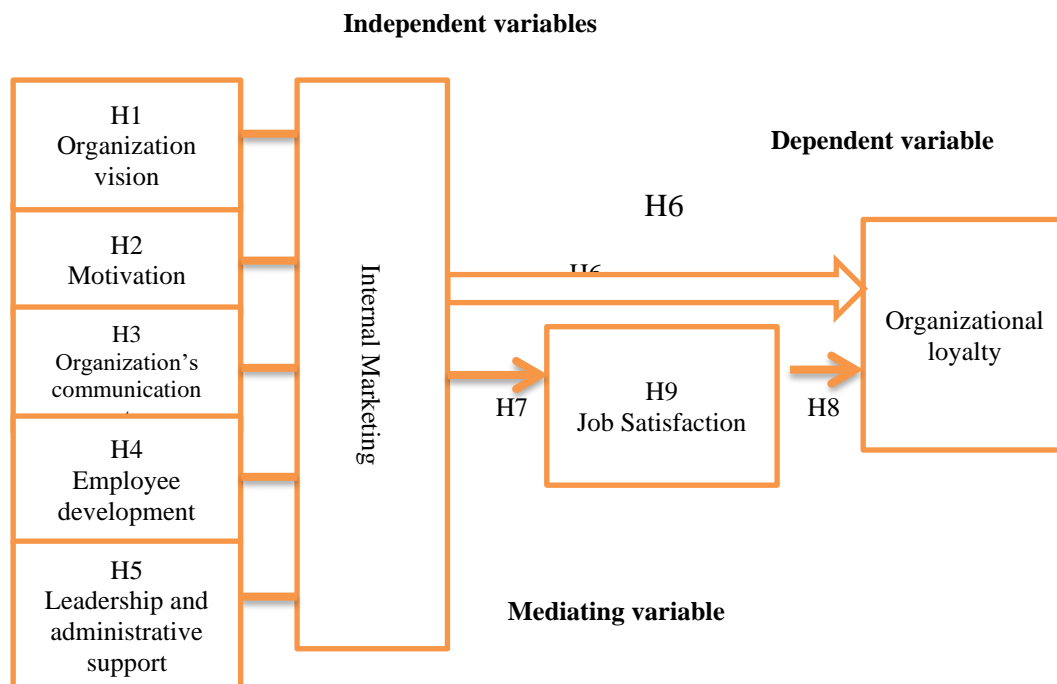 Independent variables
H1
Organization
vision
H2
Motivation
H3
Organization's
communication
H4
Employee
development
H5
Leadership and
administrative
support
Internal Marketing
Dependent variable
H6
H6
H7
H9
Job Satisfaction
H8
Organizational
loyalty
Mediating variable